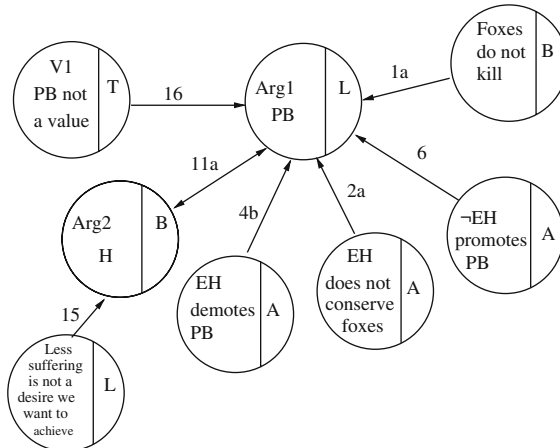 V1
PB not
a value
T
16
Arg1
PB
L
1a
Foxes
do not
kill
B
11a
6
Arg2
H
B
4b
2a
¬EH
promotes
PB
A
EH
demotes
PB
A
EH
does not
conserve
foxes
A
15
Less
suffering
is not a
desire we
want to
achieve
L